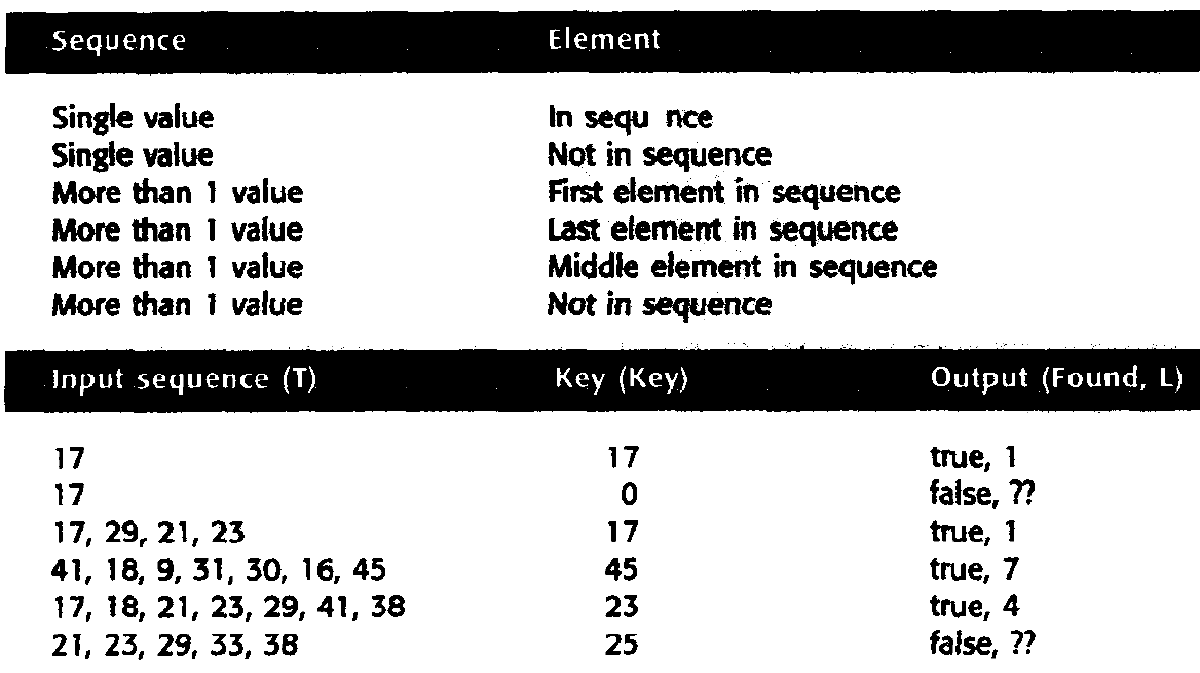 Sequence Element
Single value In sequ nce
Single value Not in sequence
More than 1 value First element in sequence
More than 1 value Last element in sequence
More than 1 value Middle element in sequence
More than 1 value Not in sequence
Input sequence (T) Key (Key) Output (Found, L)
17 17 true, 1
17 0 false, ??
17, 29, 21, 23 17 true, 1
41, 18, 9, 31, 30, 16, 45 45 true, 7
17, 18, 21, 23, 29, 41, 38 23 true, 4
21, 23, 29, 33, 38 25 false, ??